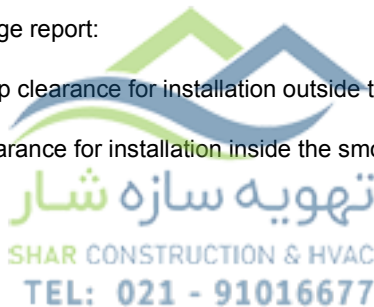 ge report:
p clearance for installation outside t
arance for installation inside the smo
تهویه سازه شار
SHAR CONSTRUCTION & HVAC
TEL: 021 - 91016677